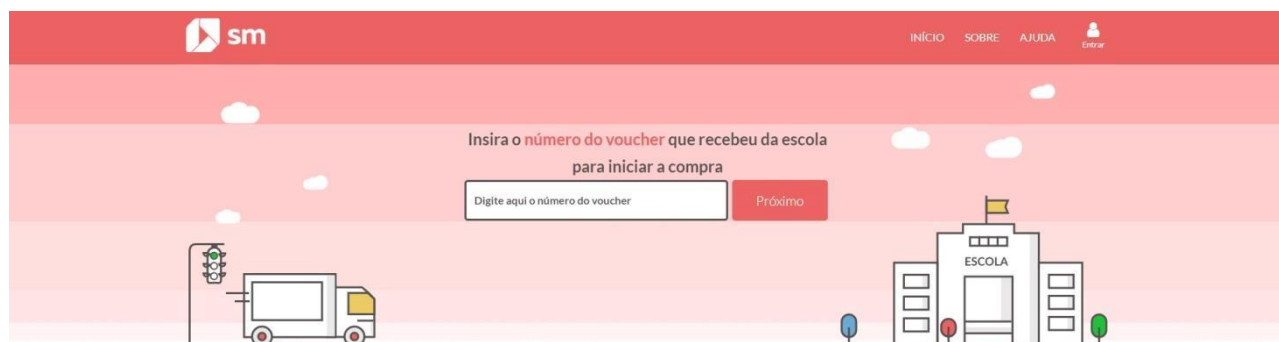 sm
INÍCIO SOBRE AJUDA
Entrar
Insira o número do voucher que recebeu da escola
para iniciar a compra
Digite aqui o número do voucher
Próximo
ESCOLA